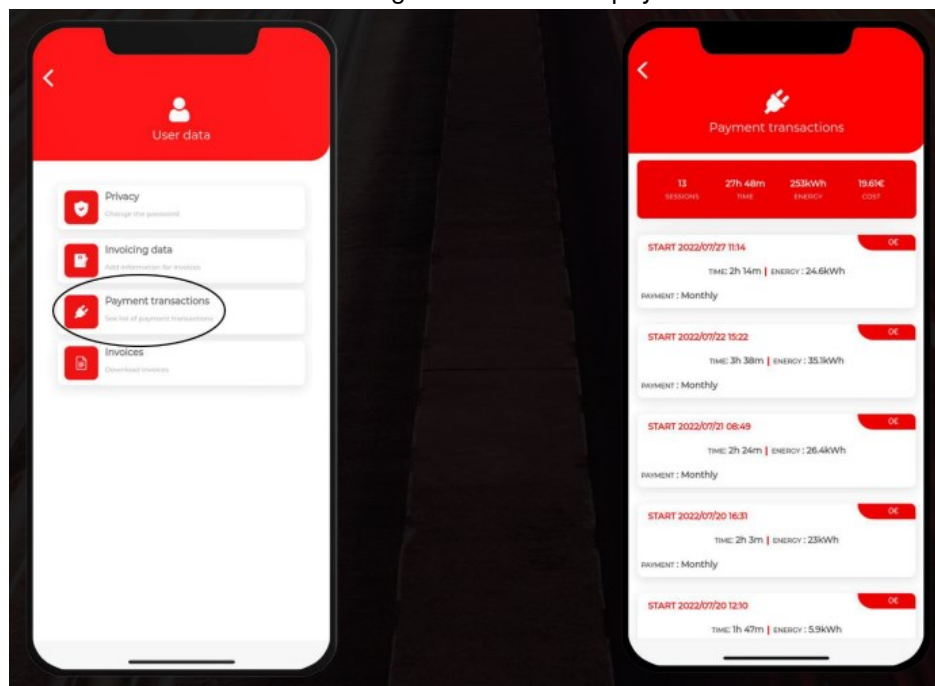 User data
Privacy
Change the password
Invoicing data
Add information for invoices
Payment transactions
See list of payment transactions
Invoices
Download invoices
Payment transactions
13 27h 48m 253kWh 19.61€
SESSIONS TIME ENERGY COST
START 2022/07/27 11:14 0€
TIME: 2h 14m | ENERGY : 24.6kWh
PAYMENT : Monthly
START 2022/07/22 15:22 0€
TIME: 3h 38m | ENERGY : 35.1kWh
PAYMENT : Monthly
START 2022/07/21 08:49 0€
TIME: 2h 24m | ENERGY : 26.4kWh
PAYMENT : Monthly
START 2022/07/20 16:31 0€
TIME: 2h 3m | ENERGY : 23kWh
PAYMENT : Monthly
START 2022/07/20 12:10 0€
TIME: 1h 47m | ENERGY : 5.9kWh